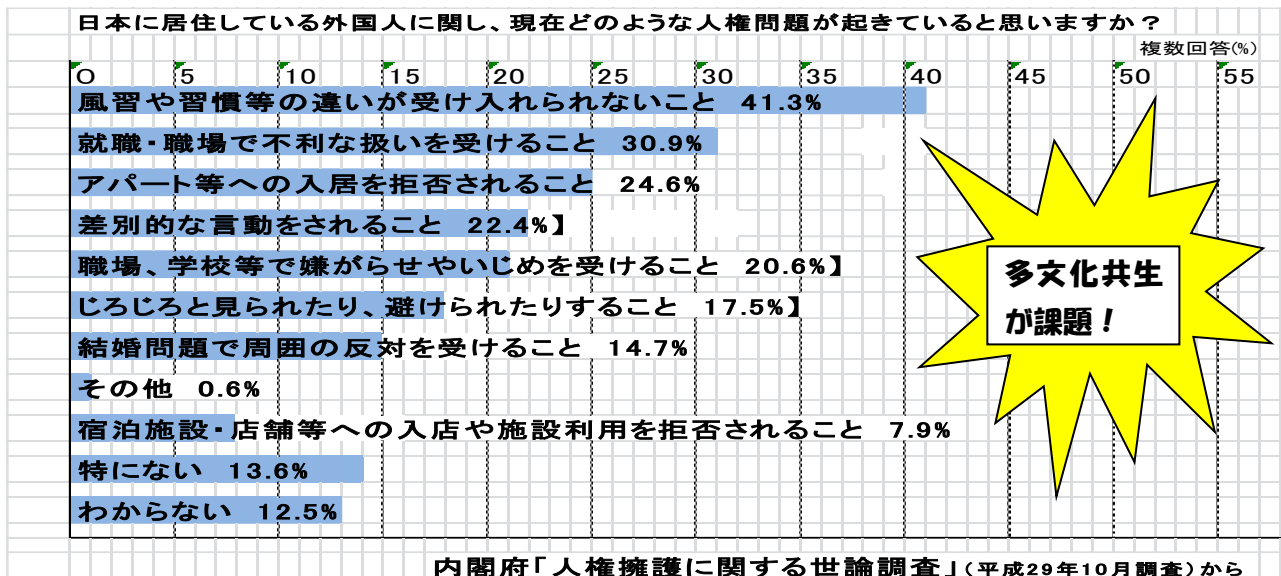 日本に居住している外国人に関し、現在どのような人権問題が起きていると思いますか？
複数回答(%)
0 5 10 15 20 25 30 35 40 45 50 55
風習や習慣等の違いが受け入れられないこと 41.3%
就職・職場で不利な扱いを受けること 30.9%
アパート等への入居を拒否されること 24.6%
差別的な言動をされること 22.4%】
職場、学校等で嫌がらせやいじめを受けること 20.6%】
じろじろと見られたり、避けられたりすること 17.5%】
結婚問題で周囲の反対を受けること 14.7%
その他 0.6%
宿泊施設・店舗等への入店や施設利用を拒否されること 7.9%
特にない 13.6%
わからない 12.5%
多文化共生
が課題！
内閣府「人権擁護に関する世論調査」(平成29年10月調査)から